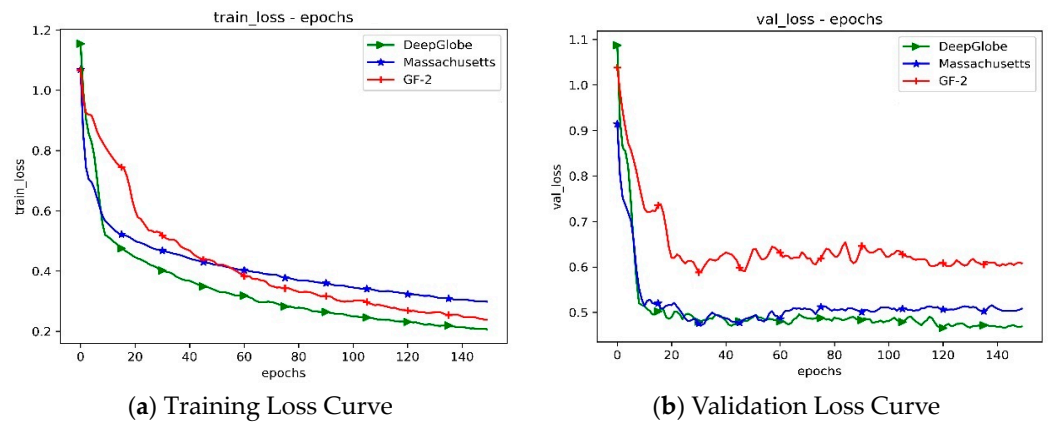 train_loss - epochs
1.2
1.0
0.8
0.6
0.4
0.2
train_loss
0 20 40 60 80 100 120 140
epochs
DeepGlobe
Massachusetts
GF-2
(a) Training Loss Curve
val_loss - epochs
1.1
1.0
0.9
0.8
0.7
0.6
0.5
val_loss
0 20 40 60 80 100 120 140
epochs
DeepGlobe
Massachusetts
GF-2
(b) Validation Loss Curve